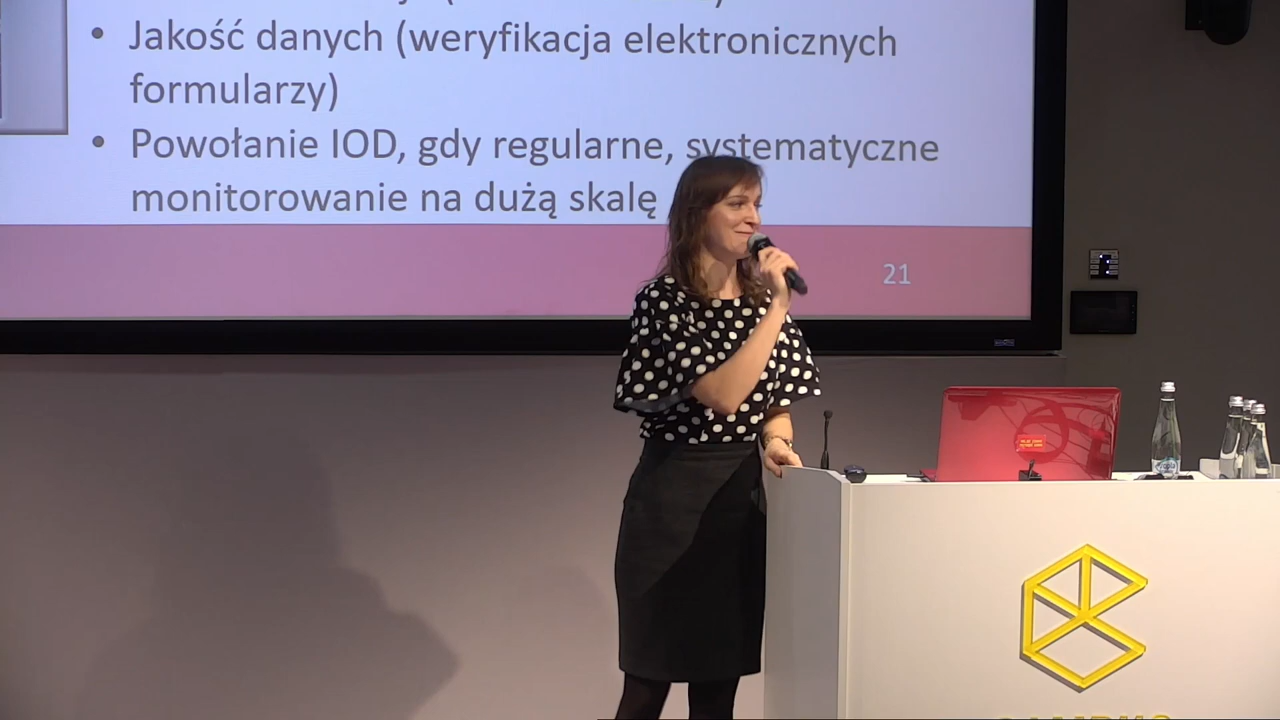 Jakość danych (weryfikacja elektronicznych
formularzy)
Powołanie IOD, gdy regularne, systematyczne
monitorowanie na dużą skalę
21